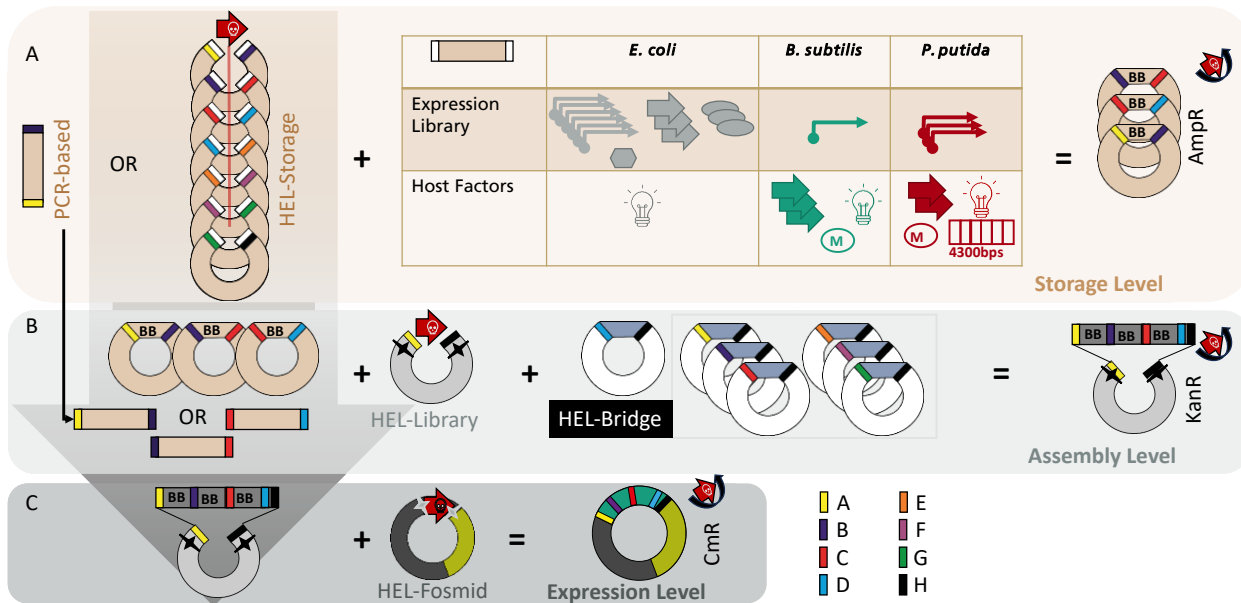 A
PCR-based
OR
HEL-Storage
+
E. coli
B. subtilis
P. putida
Expression
Library
Host Factors
M
M
4300bps
=
BB
BB
BB
AmpR
Storage Level
B
BB
BB
BB
OR
+
HEL-Library
+
HEL-Bridge
=
BB
BB
BB
KanR
Assembly Level
C
BB
BB
BB
+
HEL-Fosmid
=
Expression Level
CmR
A
B
C
D
E
F
G
H